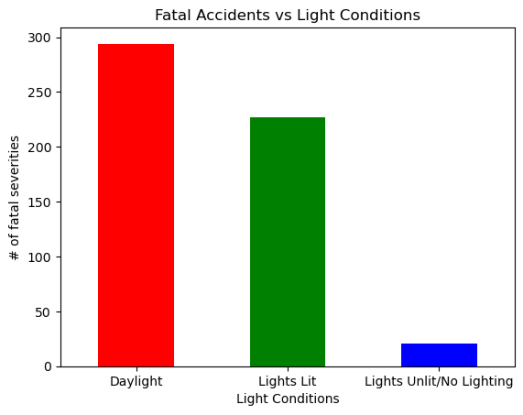 Fatal Accidents vs Light Conditions
# of fatal severities
300
250
200
150
100
50
0
Daylight
Lights Lit
Lights Unlit/No Lighting
Light Conditions